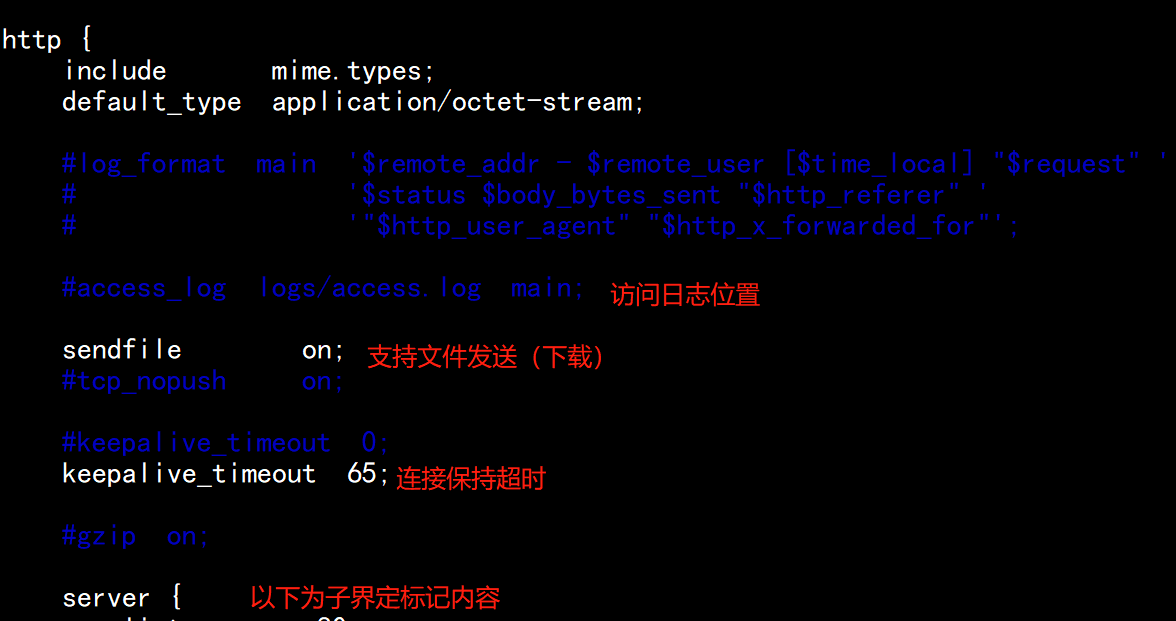 http {
include mime.types;
default_type application/octet-stream;
#log_format main '$remote_addr - $remote_user [$time_local] "$request" '
# '$status $body_bytes_sent "$http_referer" '
# '"$http_user_agent" "$http_x_forwarded_for"';
#access_log logs/access.log main; 访问日志位置
sendfile on; 支持文件发送（下载）
#tcp_nopush on;
#keepalive_timeout 0;
keepalive_timeout 65; 连接保持超时
#gzip on;
server { 以下为子界定标记内容